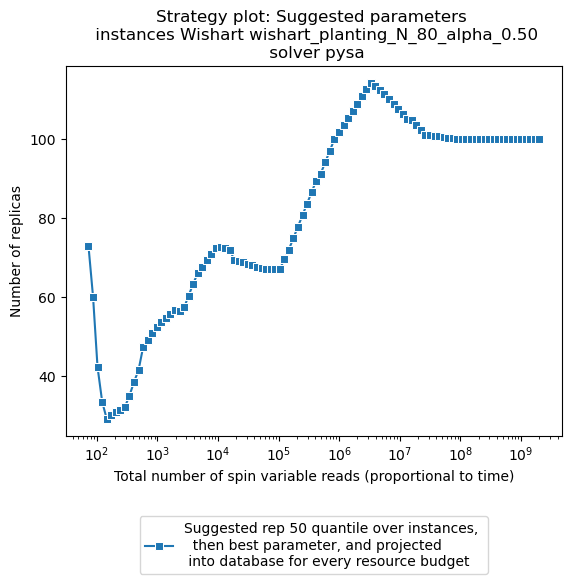 Strategy plot: Suggested parameters
instances Wishart wishart_planting_N_80_alpha_0.50
solver pysa
Number of replicas
100
80
60
40
10²
10³
10⁴
10⁵
10⁶
10⁷
10⁸
10⁹
Total number of spin variable reads (proportional to time)
Suggested rep 50 quantile over instances,
then best parameter, and projected
into database for every resource budget